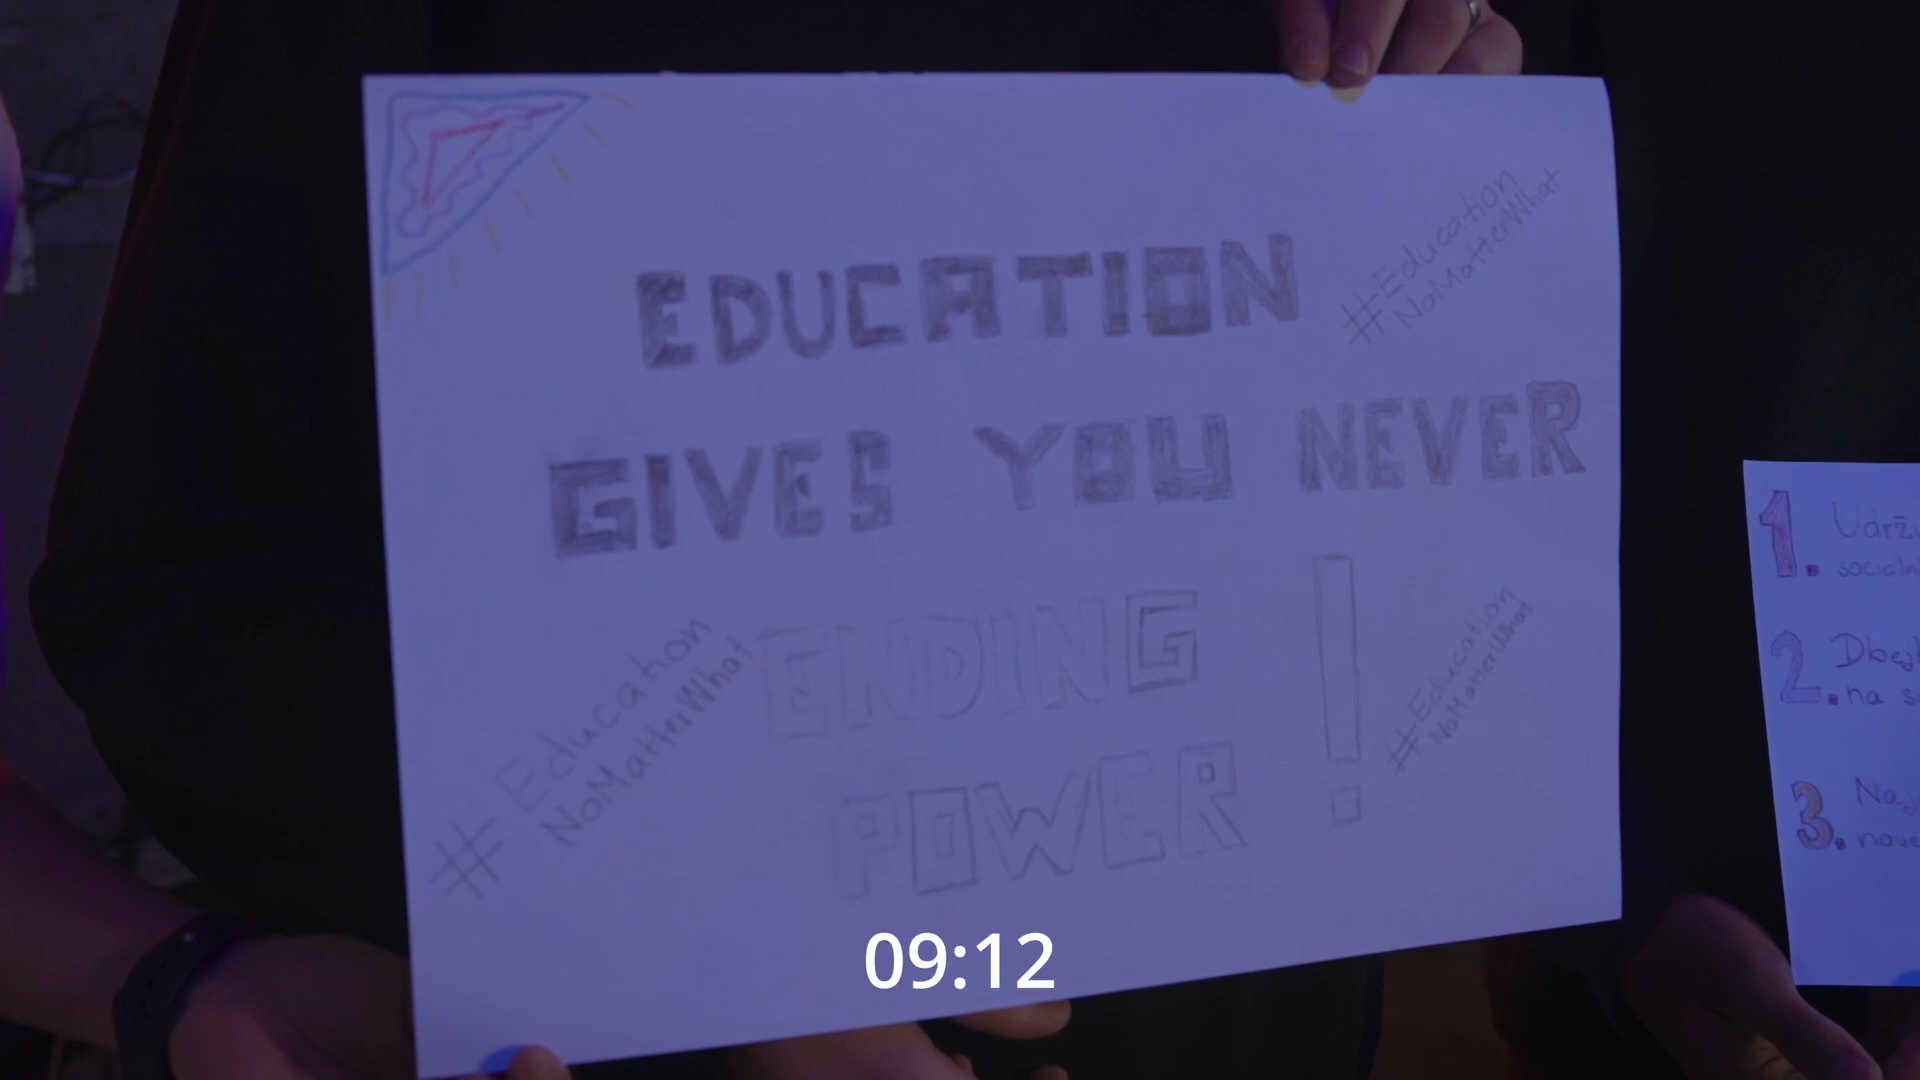 EDUCATION
#Education
NoMatterWhat
GIVES YOU NEVER
ENDING
POWER !
#Education
NoMatterWhat
#Education
NoMatterWhat
1.
2. 
na
3.
09:12